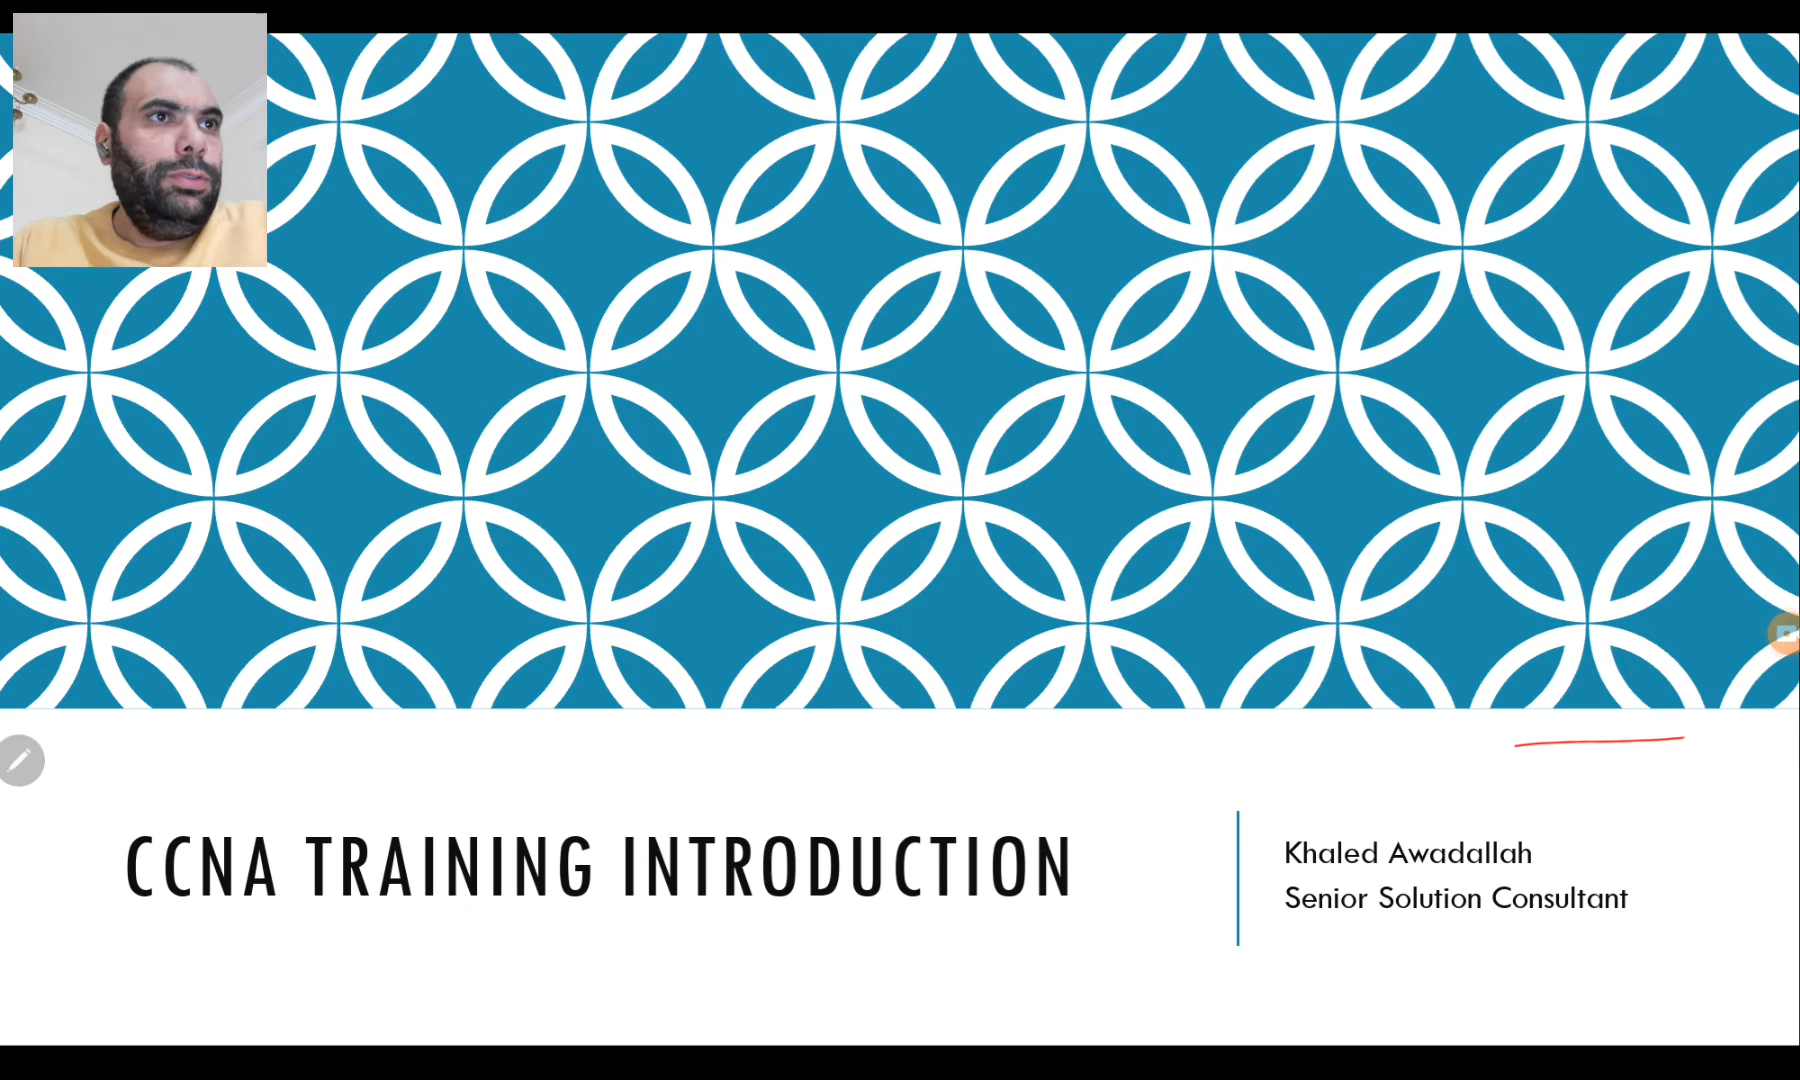 CCNA TRAINING INTRODUCTION
Khaled Awadallah
Senior Solution Consultant